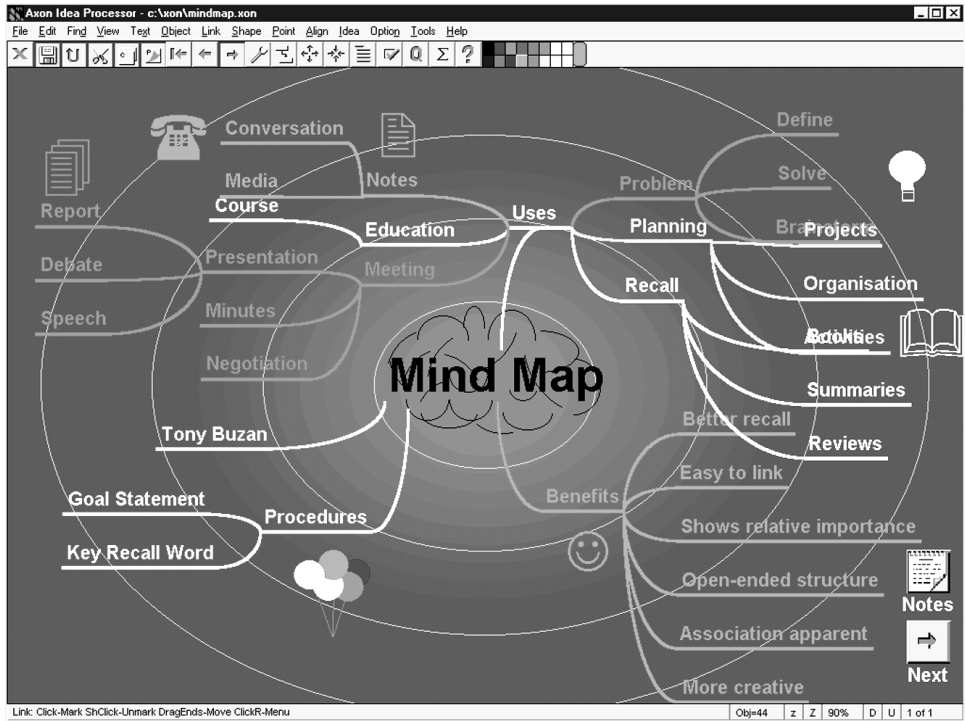 Axon Idea Processor - c:\xon\mindmap.xon
File Edit Find View Text Object Link Shape Point Align Idea Option Tools Help
Define
Conversation
Solve
Problem
Media
Notes
Course
Report
Uses
Planning
Projects
Education
Presentation
Debate
Meeting
Recall
Organisation
Minutes
Speech
Books
Activities
Negotiation
Mind Map
Summaries
Better recall
Tony Buzan
Reviews
Easy to link
Goal Statement
Benefits
Procedures
Shows relative importance
Key Recall Word
Open-ended structure
Notes
Association apparent
Next
More creative
Link: Click-Mark ShClick-Unmark DragEnds-Move ClickR-Menu Obj=44 z Z 90% D U 1 of 1